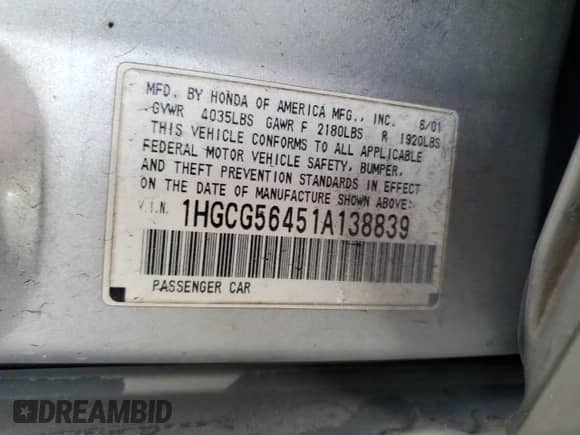 MFD. BY HONDA OF AMERICA MFG., INC. 6/01
GVWR 4035LBS GAWR F 2180LBS R 1920LBS
THIS VEHICLE CONFORMS TO ALL APPLICABLE
FEDERAL MOTOR VEHICLE SAFETY, BUMPER,
AND THEFT PREVENTION STANDARDS IN EFFECT
ON THE DATE OF MANUFACTURE SHOWN ABOVE:
V.I.N. 1HGCG56451A138839
PASSENGER CAR
DREAMBID